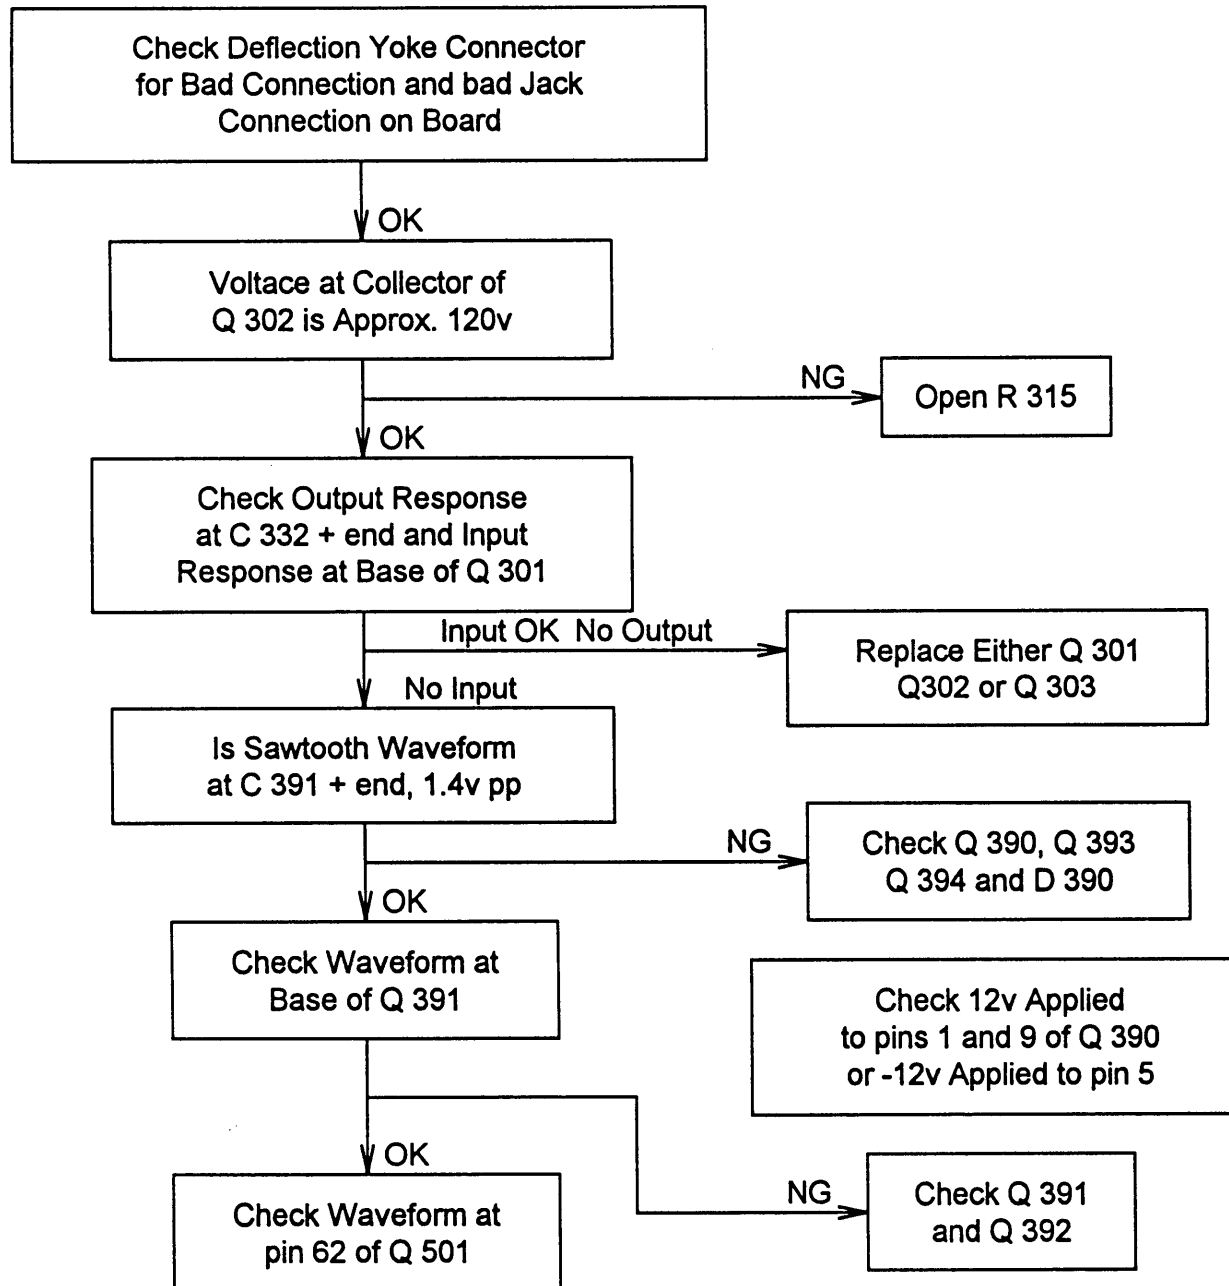 Check Deflection Yoke Connector
for Bad Connection and bad Jack
Connection on Board
OK
Voltace at Collector of
Q 302 is Approx. 120v
NG
Open R 315
OK
Check Output Response
at C 332 + end and Input
Response at Base of Q 301
Input OK No Output
Replace Either Q 301
Q302 or Q 303
No Input
Is Sawtooth Waveform
at C 391 + end, 1.4v pp
NG
Check Q 390, Q 393
Q 394 and D 390
OK
Check Waveform at
Base of Q 391
Check 12v Applied
to pins 1 and 9 of Q 390
or -12v Applied to pin 5
OK
NG
Check Q 391
and Q 392
Check Waveform at
pin 62 of Q 501